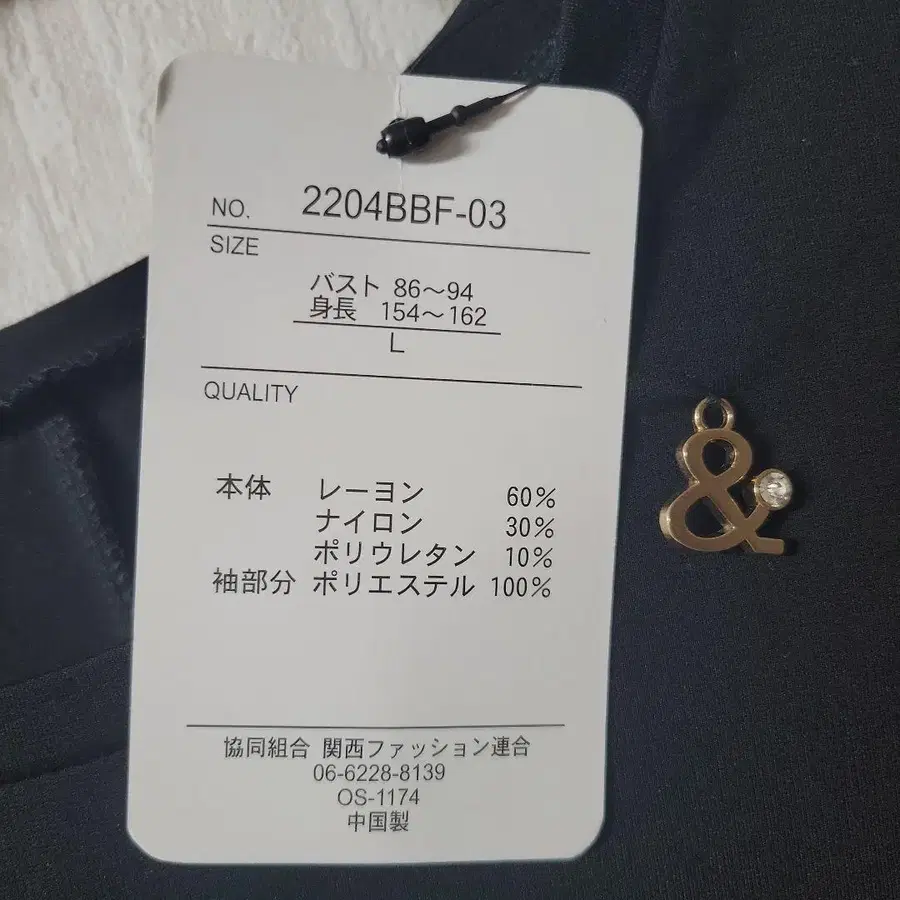 NO. 2204BBF-03
SIZE
バスト 86～94
身長 154～162
L
QUALITY
本体 レーヨン 60%
ナイロン 30%
ポリウレタン 10%
袖部分 ポリエステル 100%
協同組合 関西ファッション連合
06-6228-8139
OS-1174
中国製
&